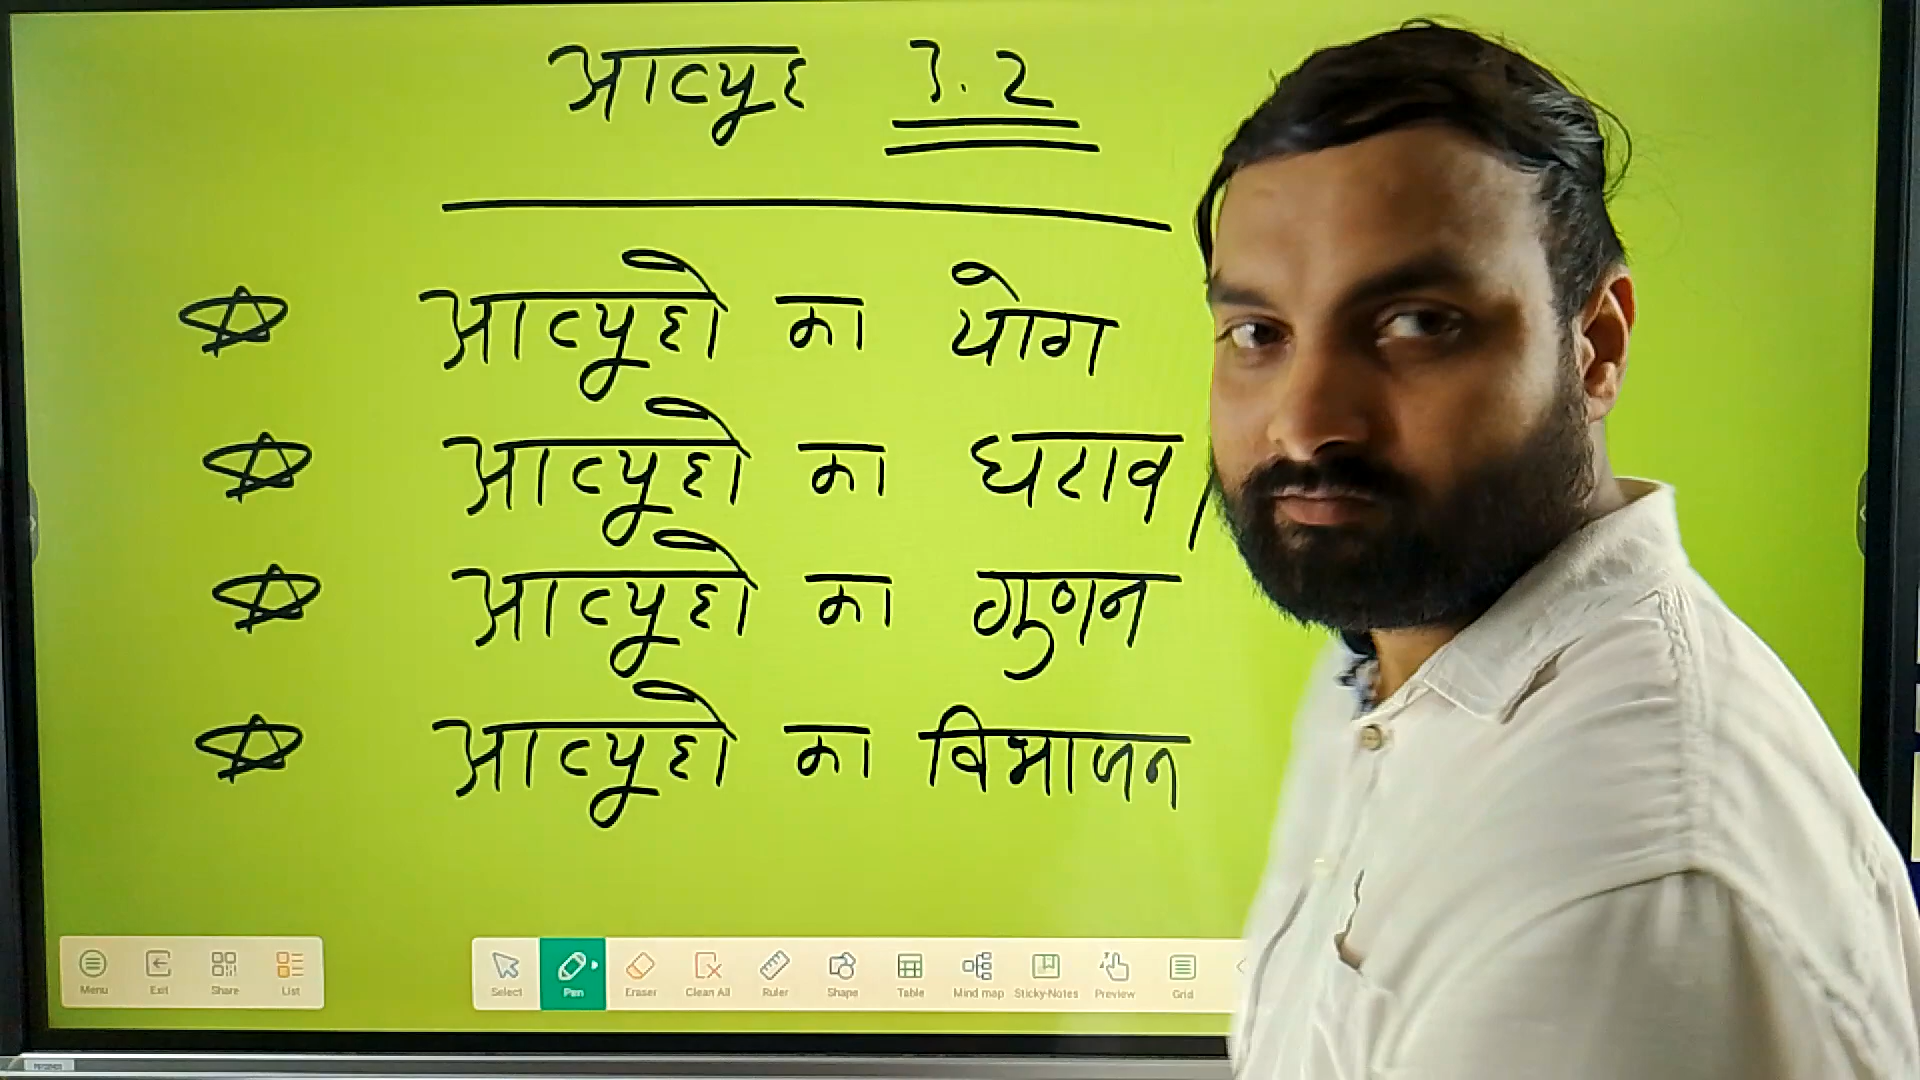 आव्यूह 3.2
आव्यूहो का योग
आव्यूहो का घटाव
आव्यूहो का गुणन
आव्यूहो का विभाजन
Menu Exit Share List Select Pen Eraser Clean All Ruler Shape Table Mind map Sticky-Notes Preview Grid